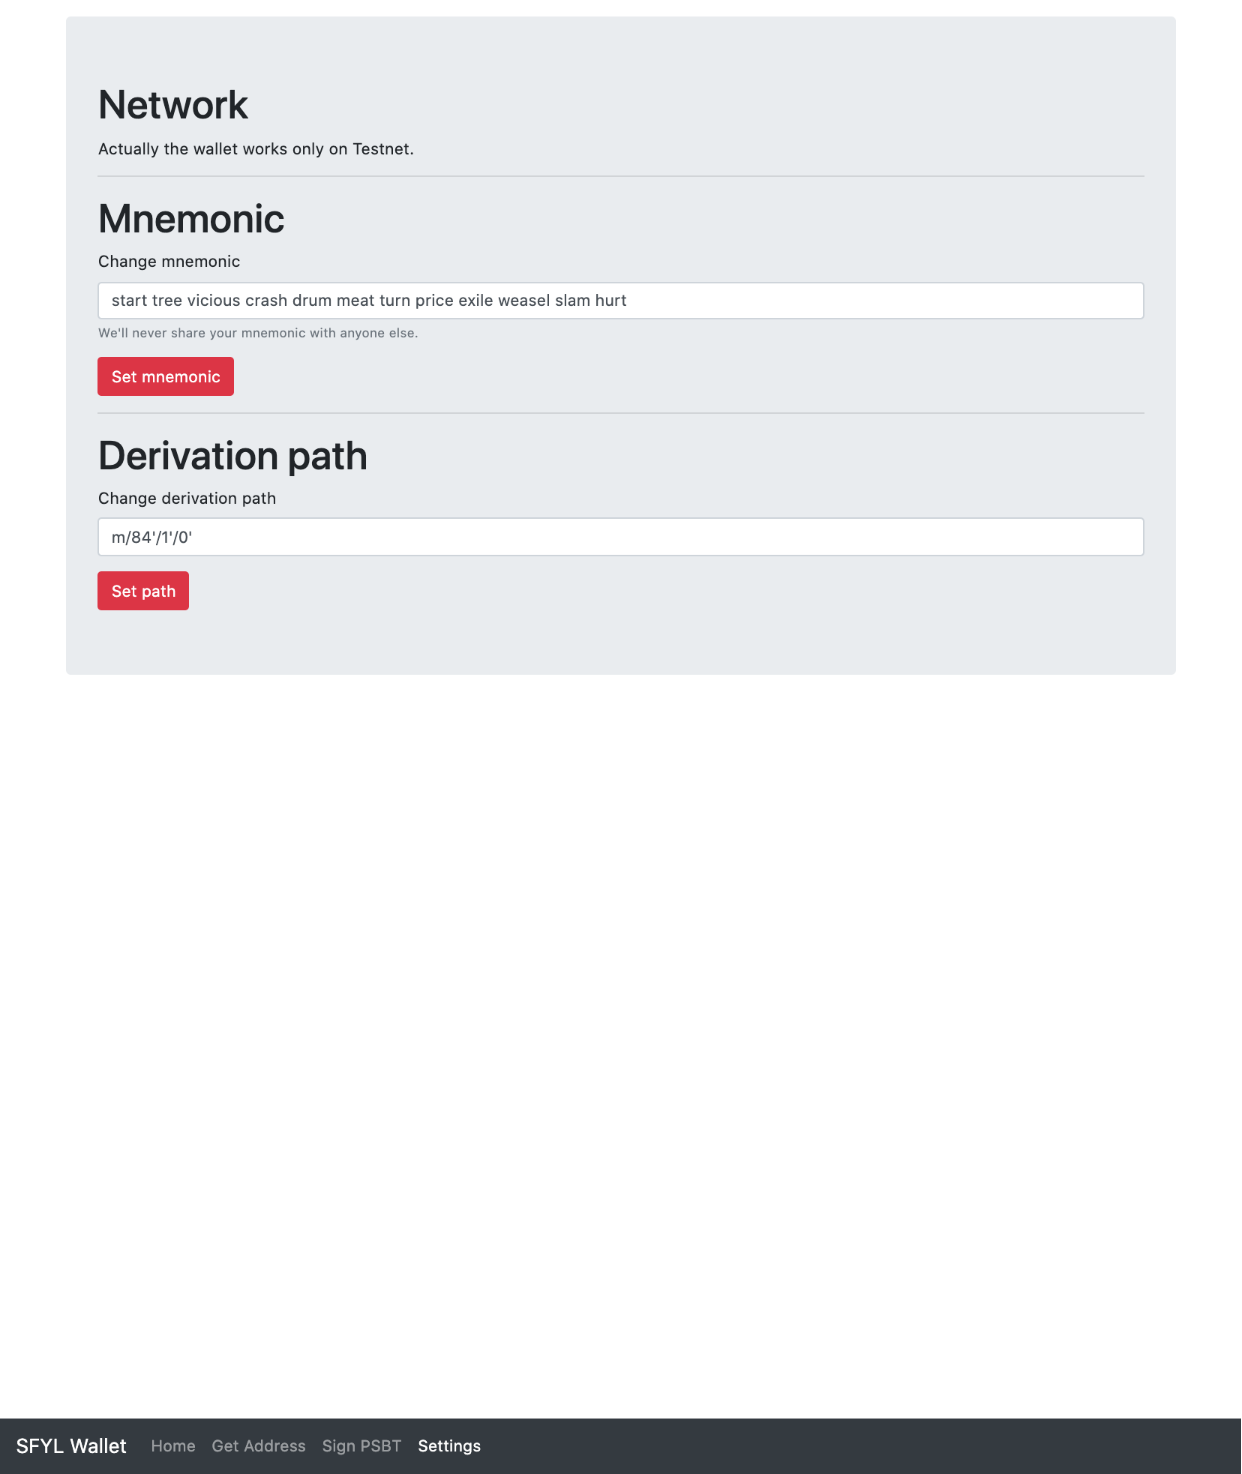 Network
Actually the wallet works only on Testnet.
Mnemonic
Change mnemonic
start tree vicious crash drum meat turn price exile weasel slam hurt
We'll never share your mnemonic with anyone else.
Set mnemonic
Derivation path
Change derivation path
m/84'/1'/0'
Set path
SFYL Wallet Home Get Address Sign PSBT Settings